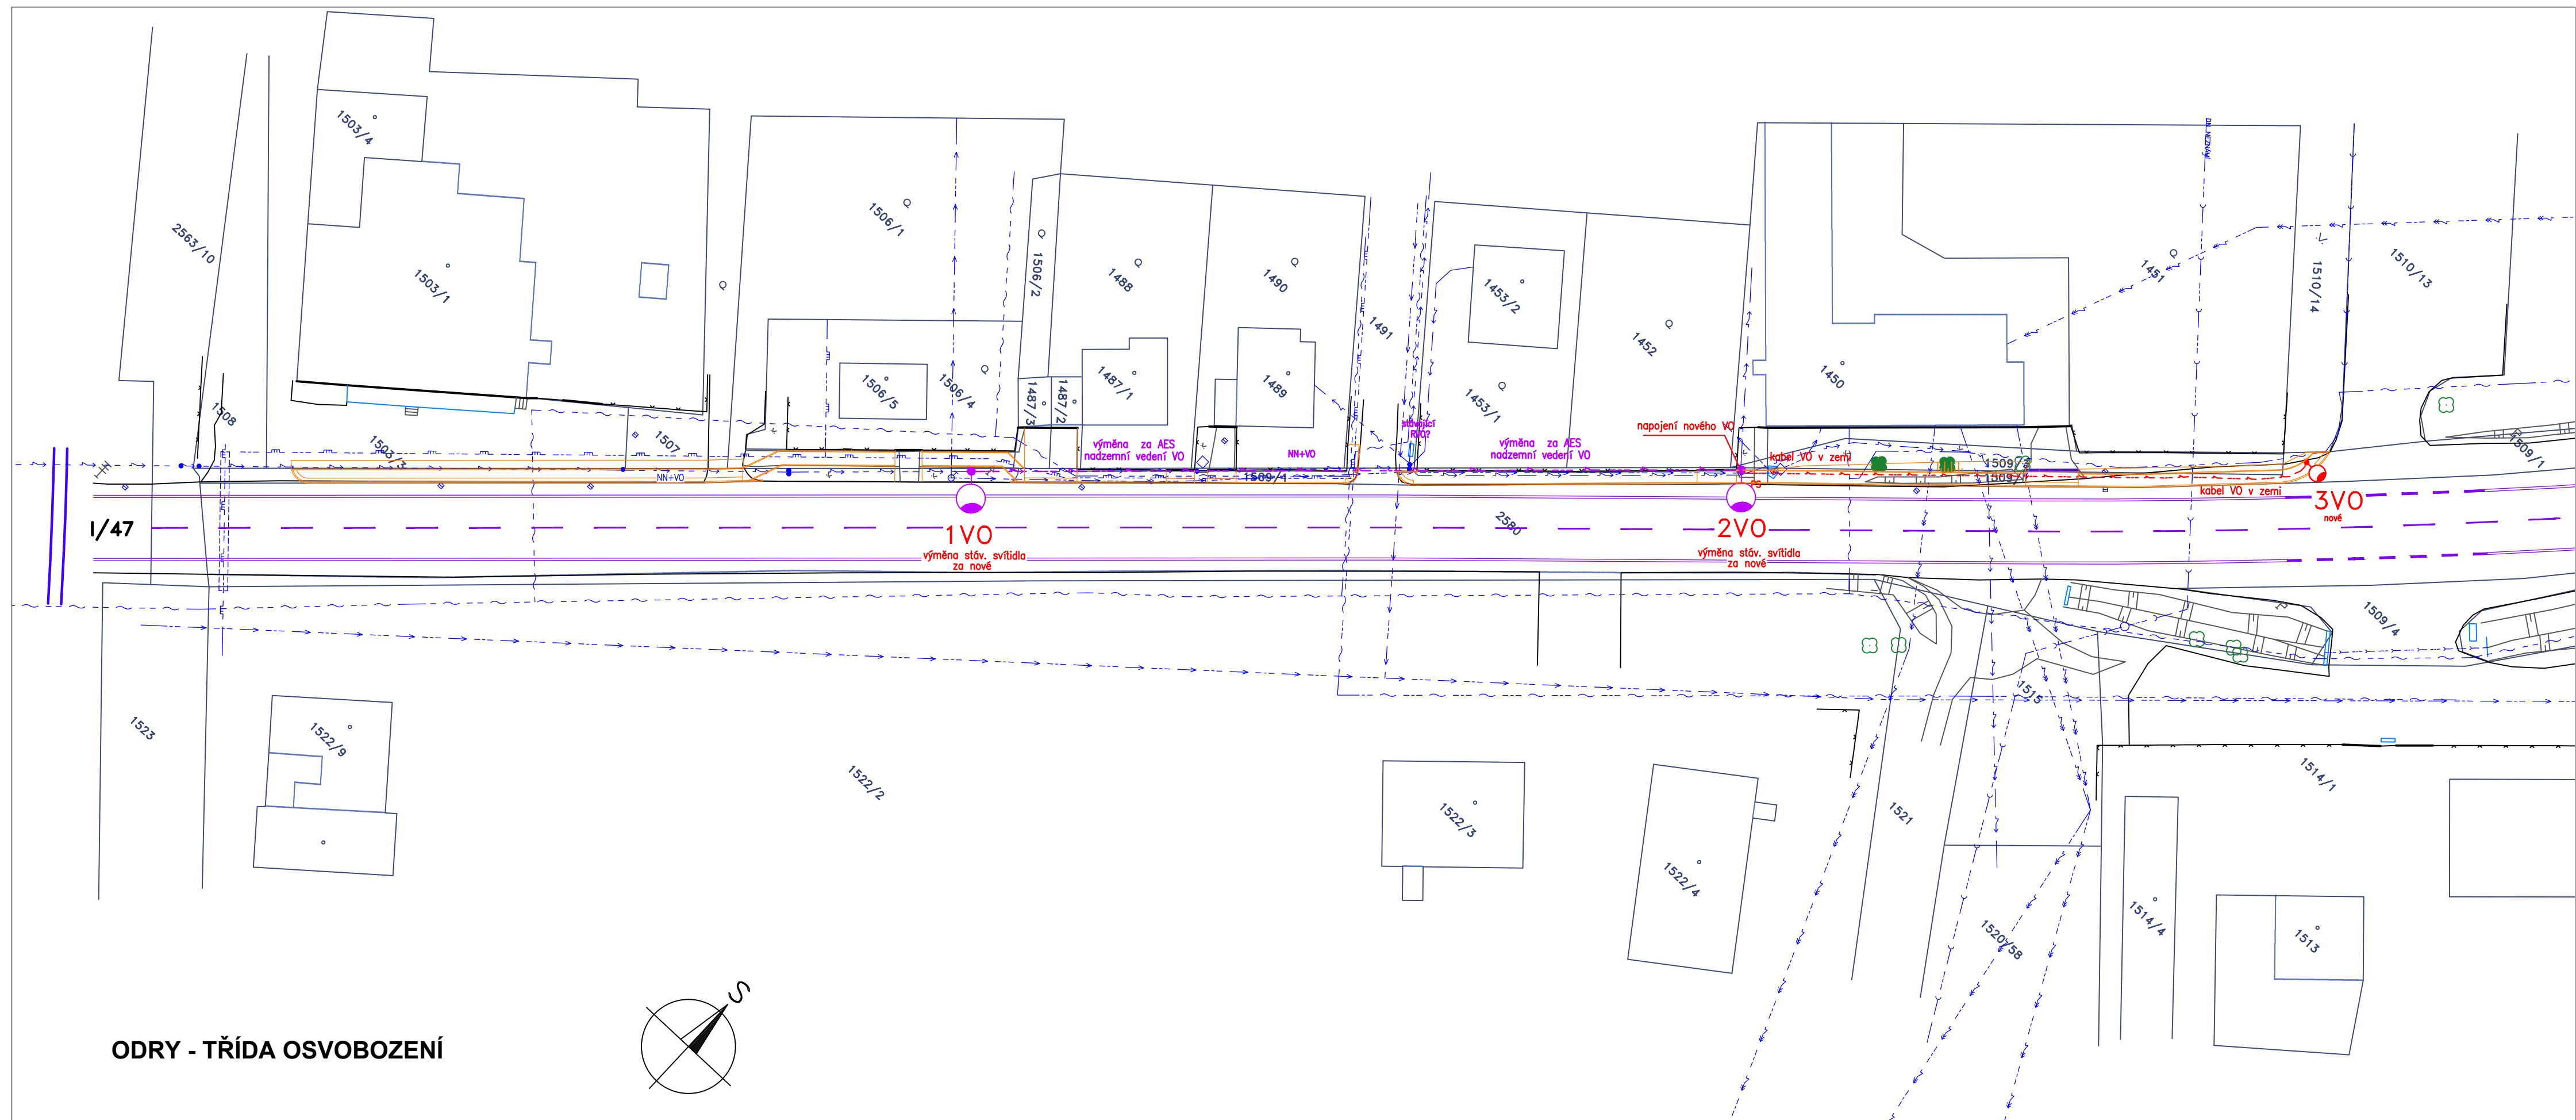 1503/4
2563/10
1503/1
1508
1503/3
1507
NN+VO
1506/1
1506/2
1506/5
1506/4
1487/3
1487/2
1488
1487/1
1490
1489
výměna za AES
nadzemní vedení VO
NN+VO
1509/1
1491
stávající
RVO?
1453/2
1453/1
1452
výměna za AES
nadzemní vedení VO
napojení nového VO
kabel VO v zemi
1450
1451
1510/14
1510/13
1509/1
kabel VO v zemi
I/47
1VO
výměna stáv. svítidla
za nové
2580
2VO
výměna stáv. svítidla
za nové
3VO
nové
1509/4
1515
1523
1522/9
1522/2
1522/3
1522/4
1521
1520/58
1514/1
1514/4
1513
S
ODRY - TŘÍDA OSVOBOZENÍ